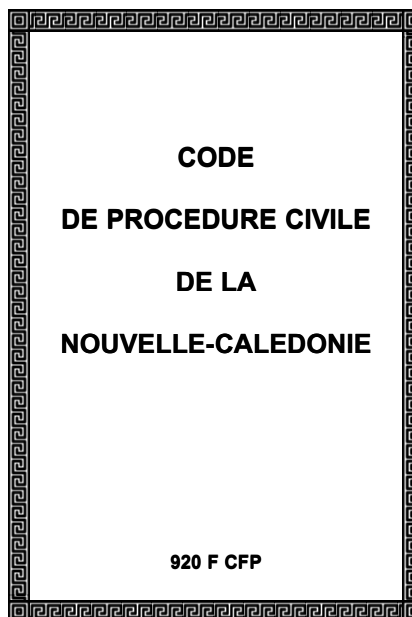 CODE
DE PROCEDURE CIVILE
DE LA
NOUVELLE-CALEDONIE
920 F CFP